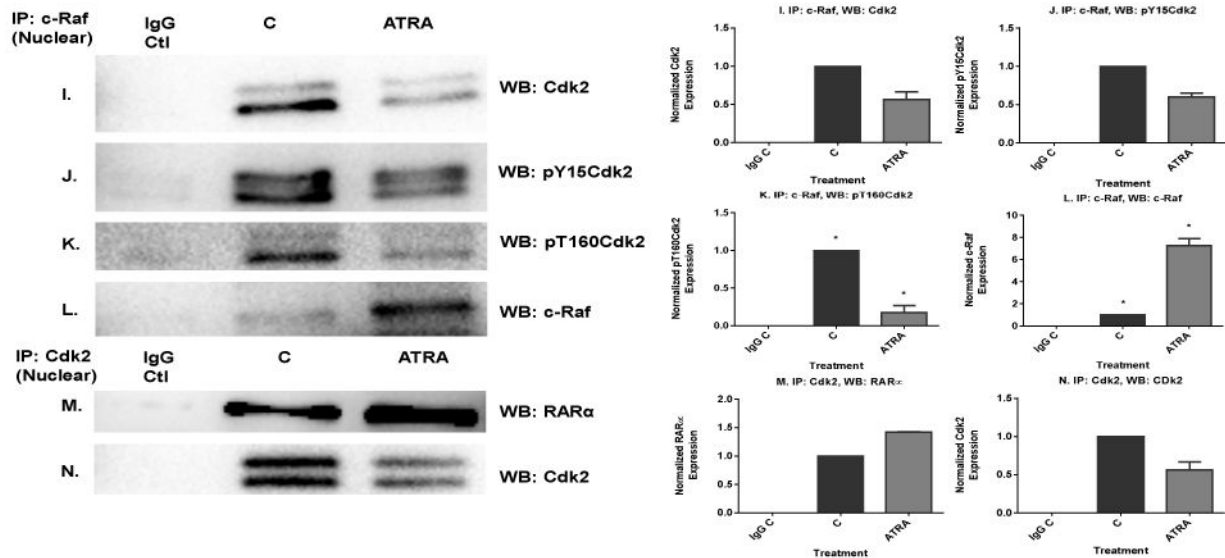 IP: c-Raf
(Nuclear)
IgG
Ctl
C
ATRA
I.
WB: Cdk2
J.
WB: pY15Cdk2
K.
WB: pT160Cdk2
L.
WB: c-Raf
IP: Cdk2
(Nuclear)
IgG
Ctl
C
ATRA
M.
WB: RARα
N.
WB: Cdk2
I. IP: c-Raf, WB: Cdk2
Normalized Cdk2
Expression
1.5
1.0
0.5
0.0
IgG C
C
ATRA
Treatment
J. IP: c-Raf, WB: pY15Cdk2
Normalized pY15Cdk2
Expression
1.5
1.0
0.5
0.0
IgG C
C
ATRA
Treatment
K. IP: c-Raf, WB: pT160Cdk2
Normalized pT160Cdk2
Expression
1.5
1.0
0.5
0.0
*
*
IgG C
C
ATRA
Treatment
L. IP: c-Raf, WB: c-Raf
Normalized c-Raf
Expression
10
8
6
4
2
0
*
*
IgG C
C
ATRA
Treatment
M. IP: Cdk2, WB: RAR∝
Normalized RAR∝
Expression
2.0
1.5
1.0
0.5
0.0
IgG C
C
ATRA
Treatment
N. IP: Cdk2, WB: CDk2
Normalized Cdk2
Expression
1.5
1.0
0.5
0.0
IgG C
C
ATRA
Treatment